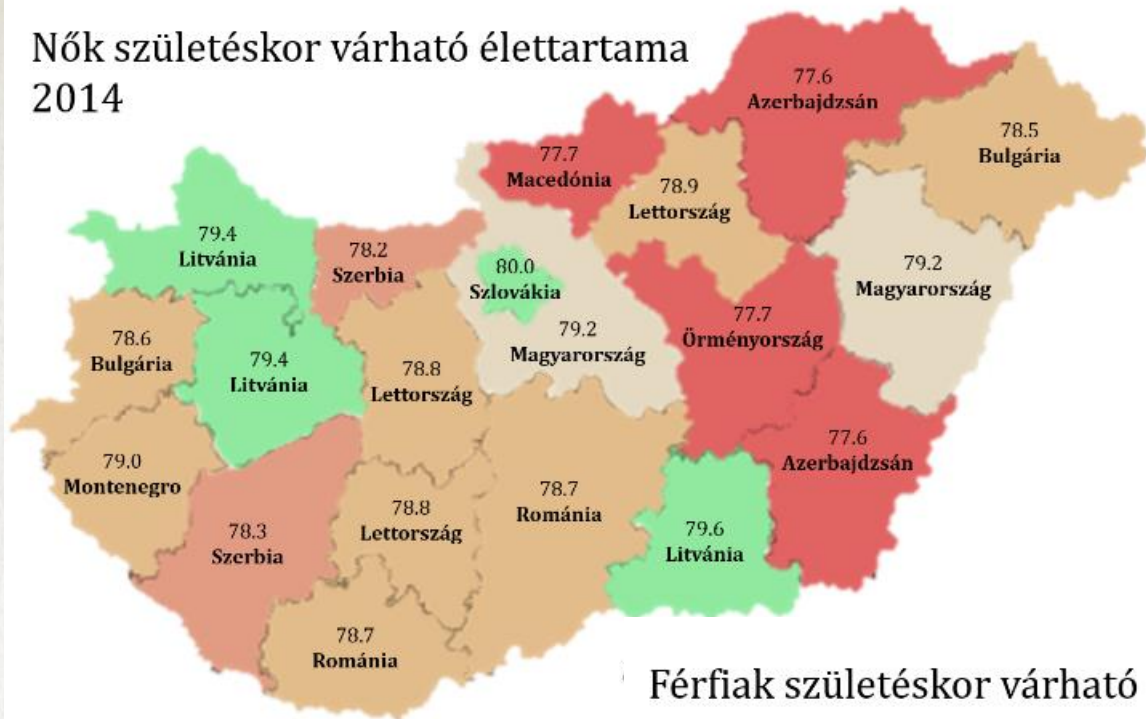 Nők születéskor várható élettartama
2014
77.6
Azerbajdzsán
78.5
Bulgária
77.7
Macedónia
78.9
Lettország
79.4
Litvánia
78.2
Szerbia
80.0
Szlovákia
79.2
Magyarország
79.2
Magyarország
78.6
Bulgária
79.4
Litvánia
78.8
Lettország
77.7
Örményország
79.0
Montenegro
77.6
Azerbajdzsán
78.3
Szerbia
78.8
Lettország
78.7
Románia
79.6
Litvánia
78.7
Románia
Férfiak születéskor várható